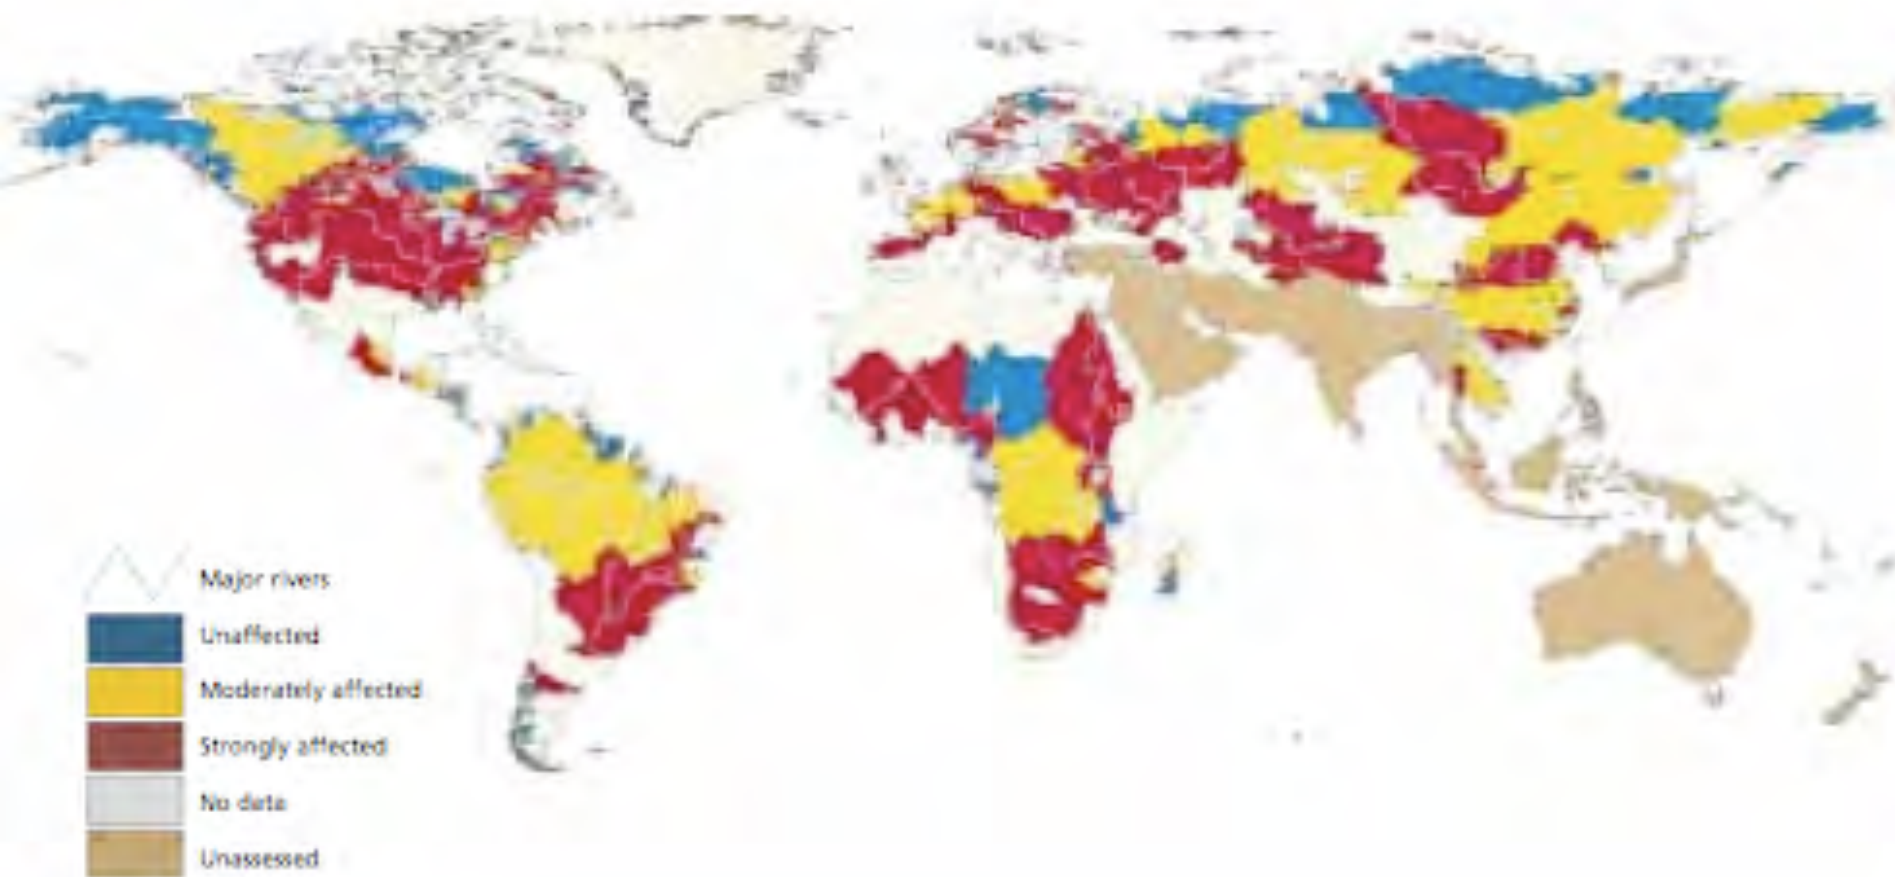 Major rivers
Unaffected
Moderately affected
Strongly affected
No data
Unassessed